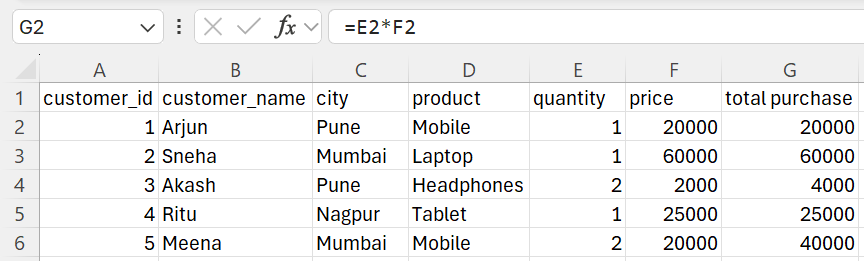 G2 fx =E2*F2
A B C D E F G
1 customer_id customer_name city product quantity price total purchase
2 1 Arjun Pune Mobile 1 20000 20000
3 2 Sneha Mumbai Laptop 1 60000 60000
4 3 Akash Pune Headphones 2 2000 4000
5 4 Ritu Nagpur Tablet 1 25000 25000
6 5 Meena Mumbai Mobile 2 20000 40000